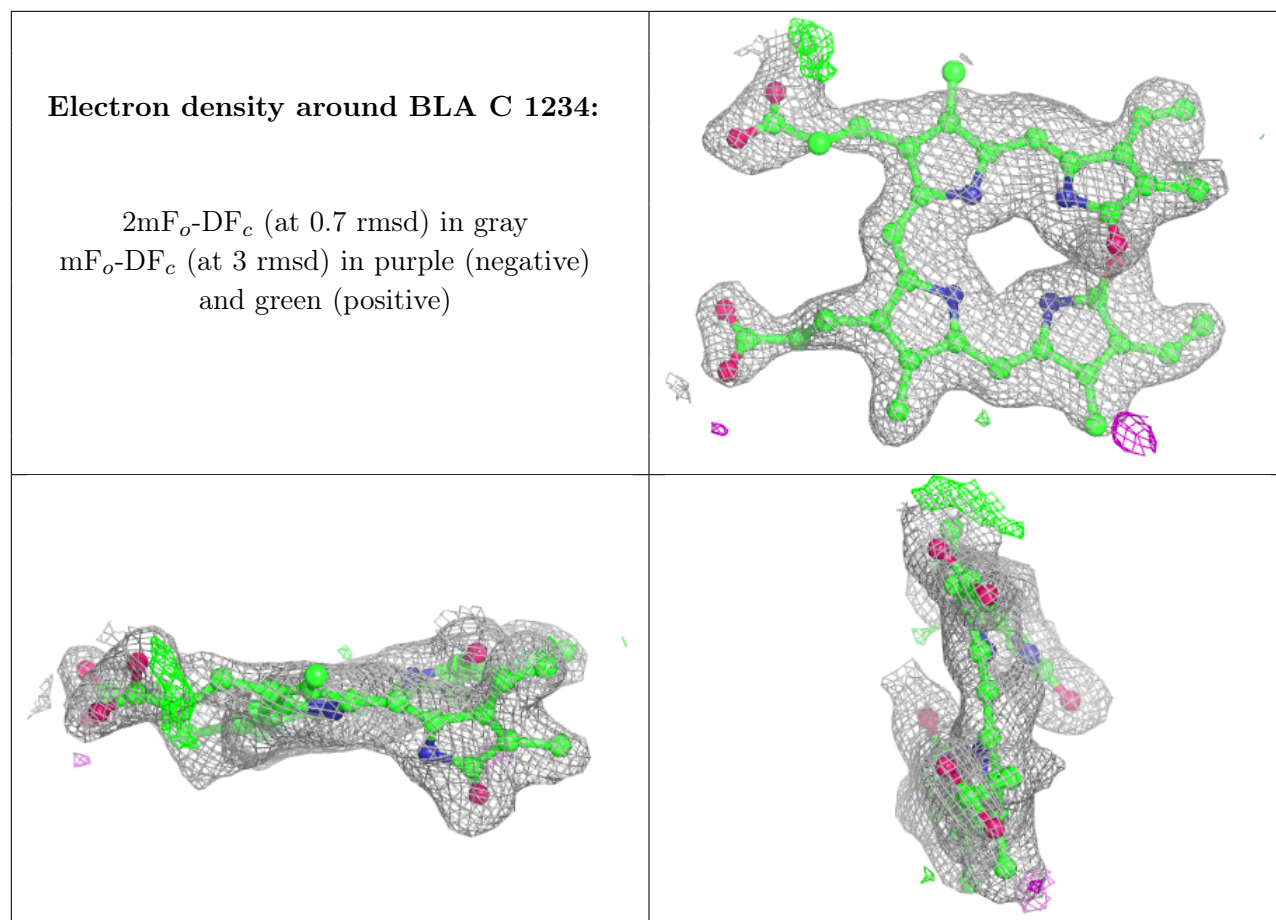 Electron density around BLA C 1234:
2mFₒ-DF𝒸 (at 0.7 rmsd) in gray
mFₒ-DF𝒸 (at 3 rmsd) in purple (negative)
and green (positive)